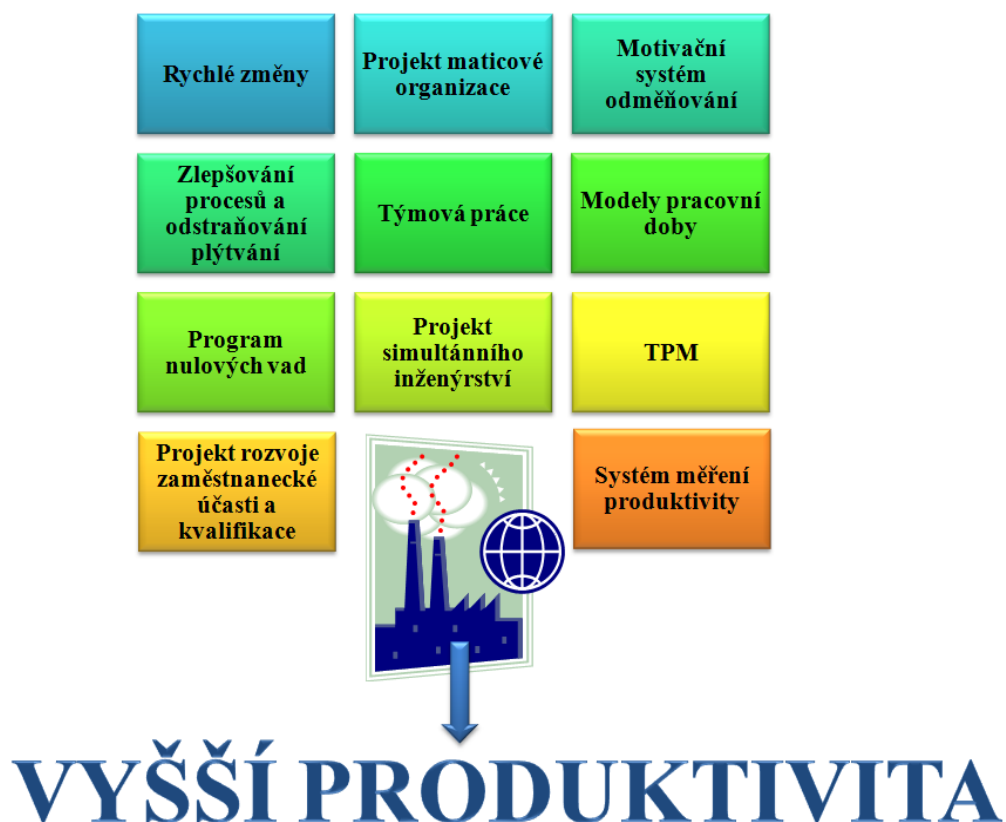 Rychlé změny
Projekt maticové
organizace
Motivační
systém
odměňování
Zlepšování
procesů a
odstraňování
plýtvání
Týmová práce
Modely pracovní
doby
Program
nulových vad
Projekt
simultánního
inženýrství
TPM
Projekt rozvoje
zaměstnanecké
účasti a
kvalifikace
Systém měření
produktivity
VYŠŠÍ PRODUKTIVITA